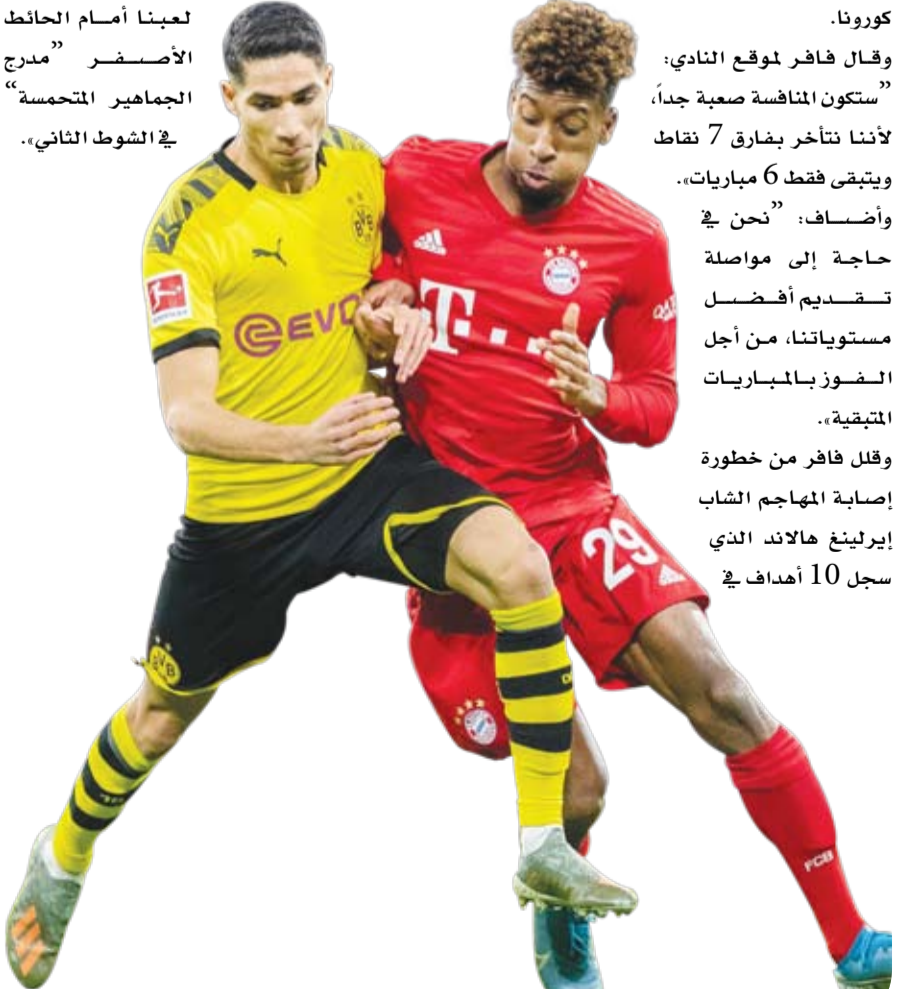 كورونا.
وقال فافر لموقع النادي:
”ستكون المنافسة صعبة جداً،
لأننا نتأخر بفارق 7 نقاط
ويتبقى فقط 6 مباريات».
وأضاف: ”نحن في
حاجة إلى مواصلة
تقديم أفضل
مستوياتنا، من أجل
الفوز بالمباريات
المتبقية».
وقلل فافر من خطورة
إصابة المهاجم الشاب
إيرلينغ هالاند الذي
سجل 10 أهداف في
لعبنا أمام الحائط
الأصفر ”مدرج
الجماهير المتحمسة“
في الشوط الثاني».
EVO
BVB
T..
29
FCB
BVB